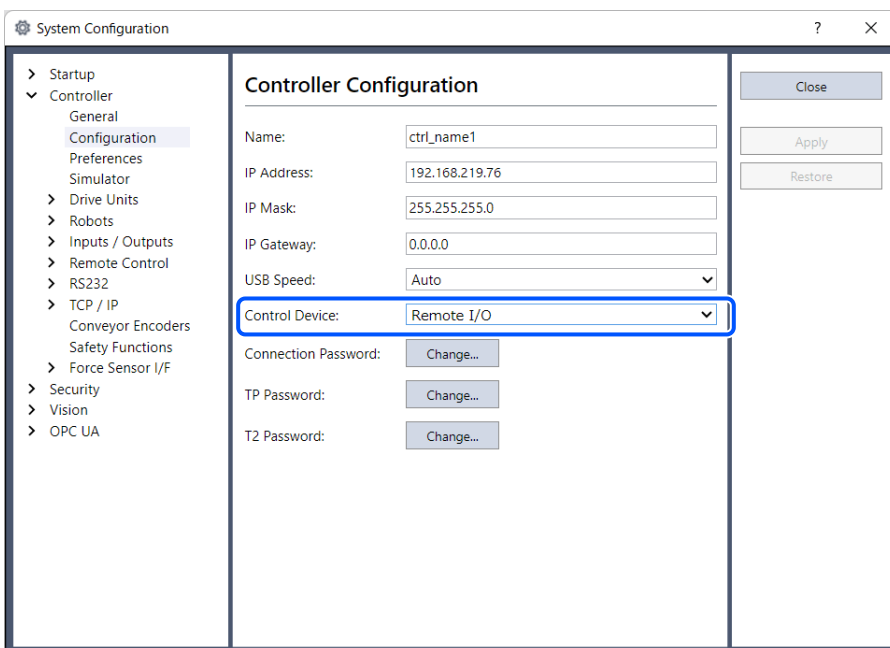 System Configuration
?
Startup
Controller
General
Configuration
Preferences
Simulator
Drive Units
Robots
Inputs / Outputs
Remote Control
RS232
TCP / IP
Conveyor Encoders
Safety Functions
Force Sensor I/F
Security
Vision
OPC UA
Controller Configuration
Name: ctrl_name1
IP Address: 192.168.219.76
IP Mask: 255.255.255.0
IP Gateway: 0.0.0.0
USB Speed: Auto
Control Device: Remote I/O
Connection Password: Change...
TP Password: Change...
T2 Password: Change...
Close
Apply
Restore